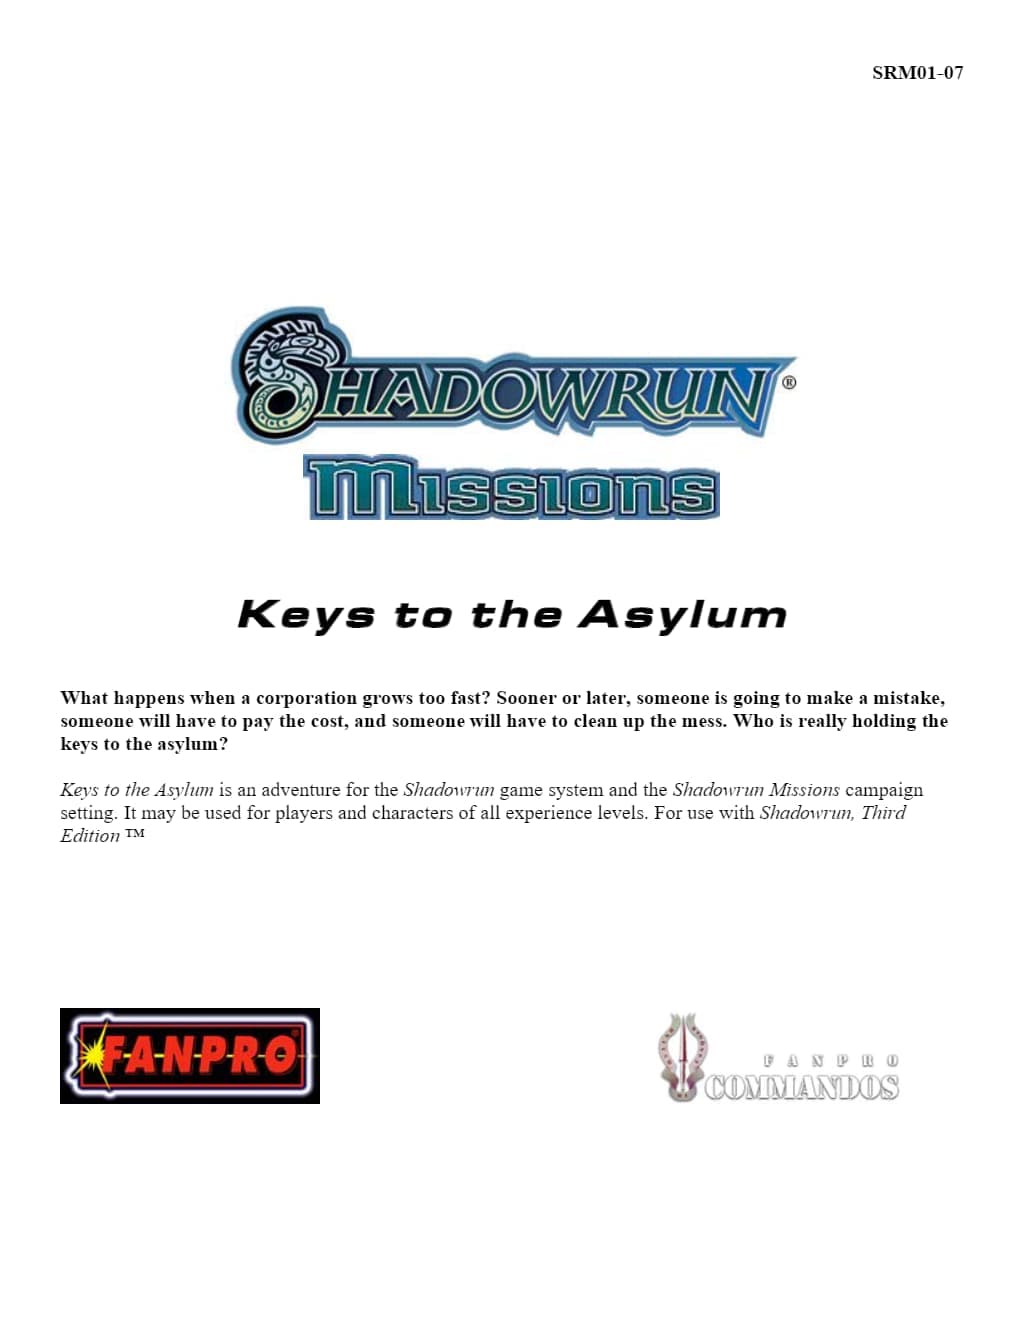 SRM01-07
SHADOWRUN®
MISSIONS
Keys to the Asylum
What happens when a corporation grows too fast? Sooner or later, someone is going to make a mistake,
someone will have to pay the cost, and someone will have to clean up the mess. Who is really holding the
keys to the asylum?
Keys to the Asylum is an adventure for the Shadowrun game system and the Shadowrun Missions campaign
setting. It may be used for players and characters of all experience levels. For use with Shadowrun, Third
Edition ™
FANPRO®
FANPRO
COMMANDOS